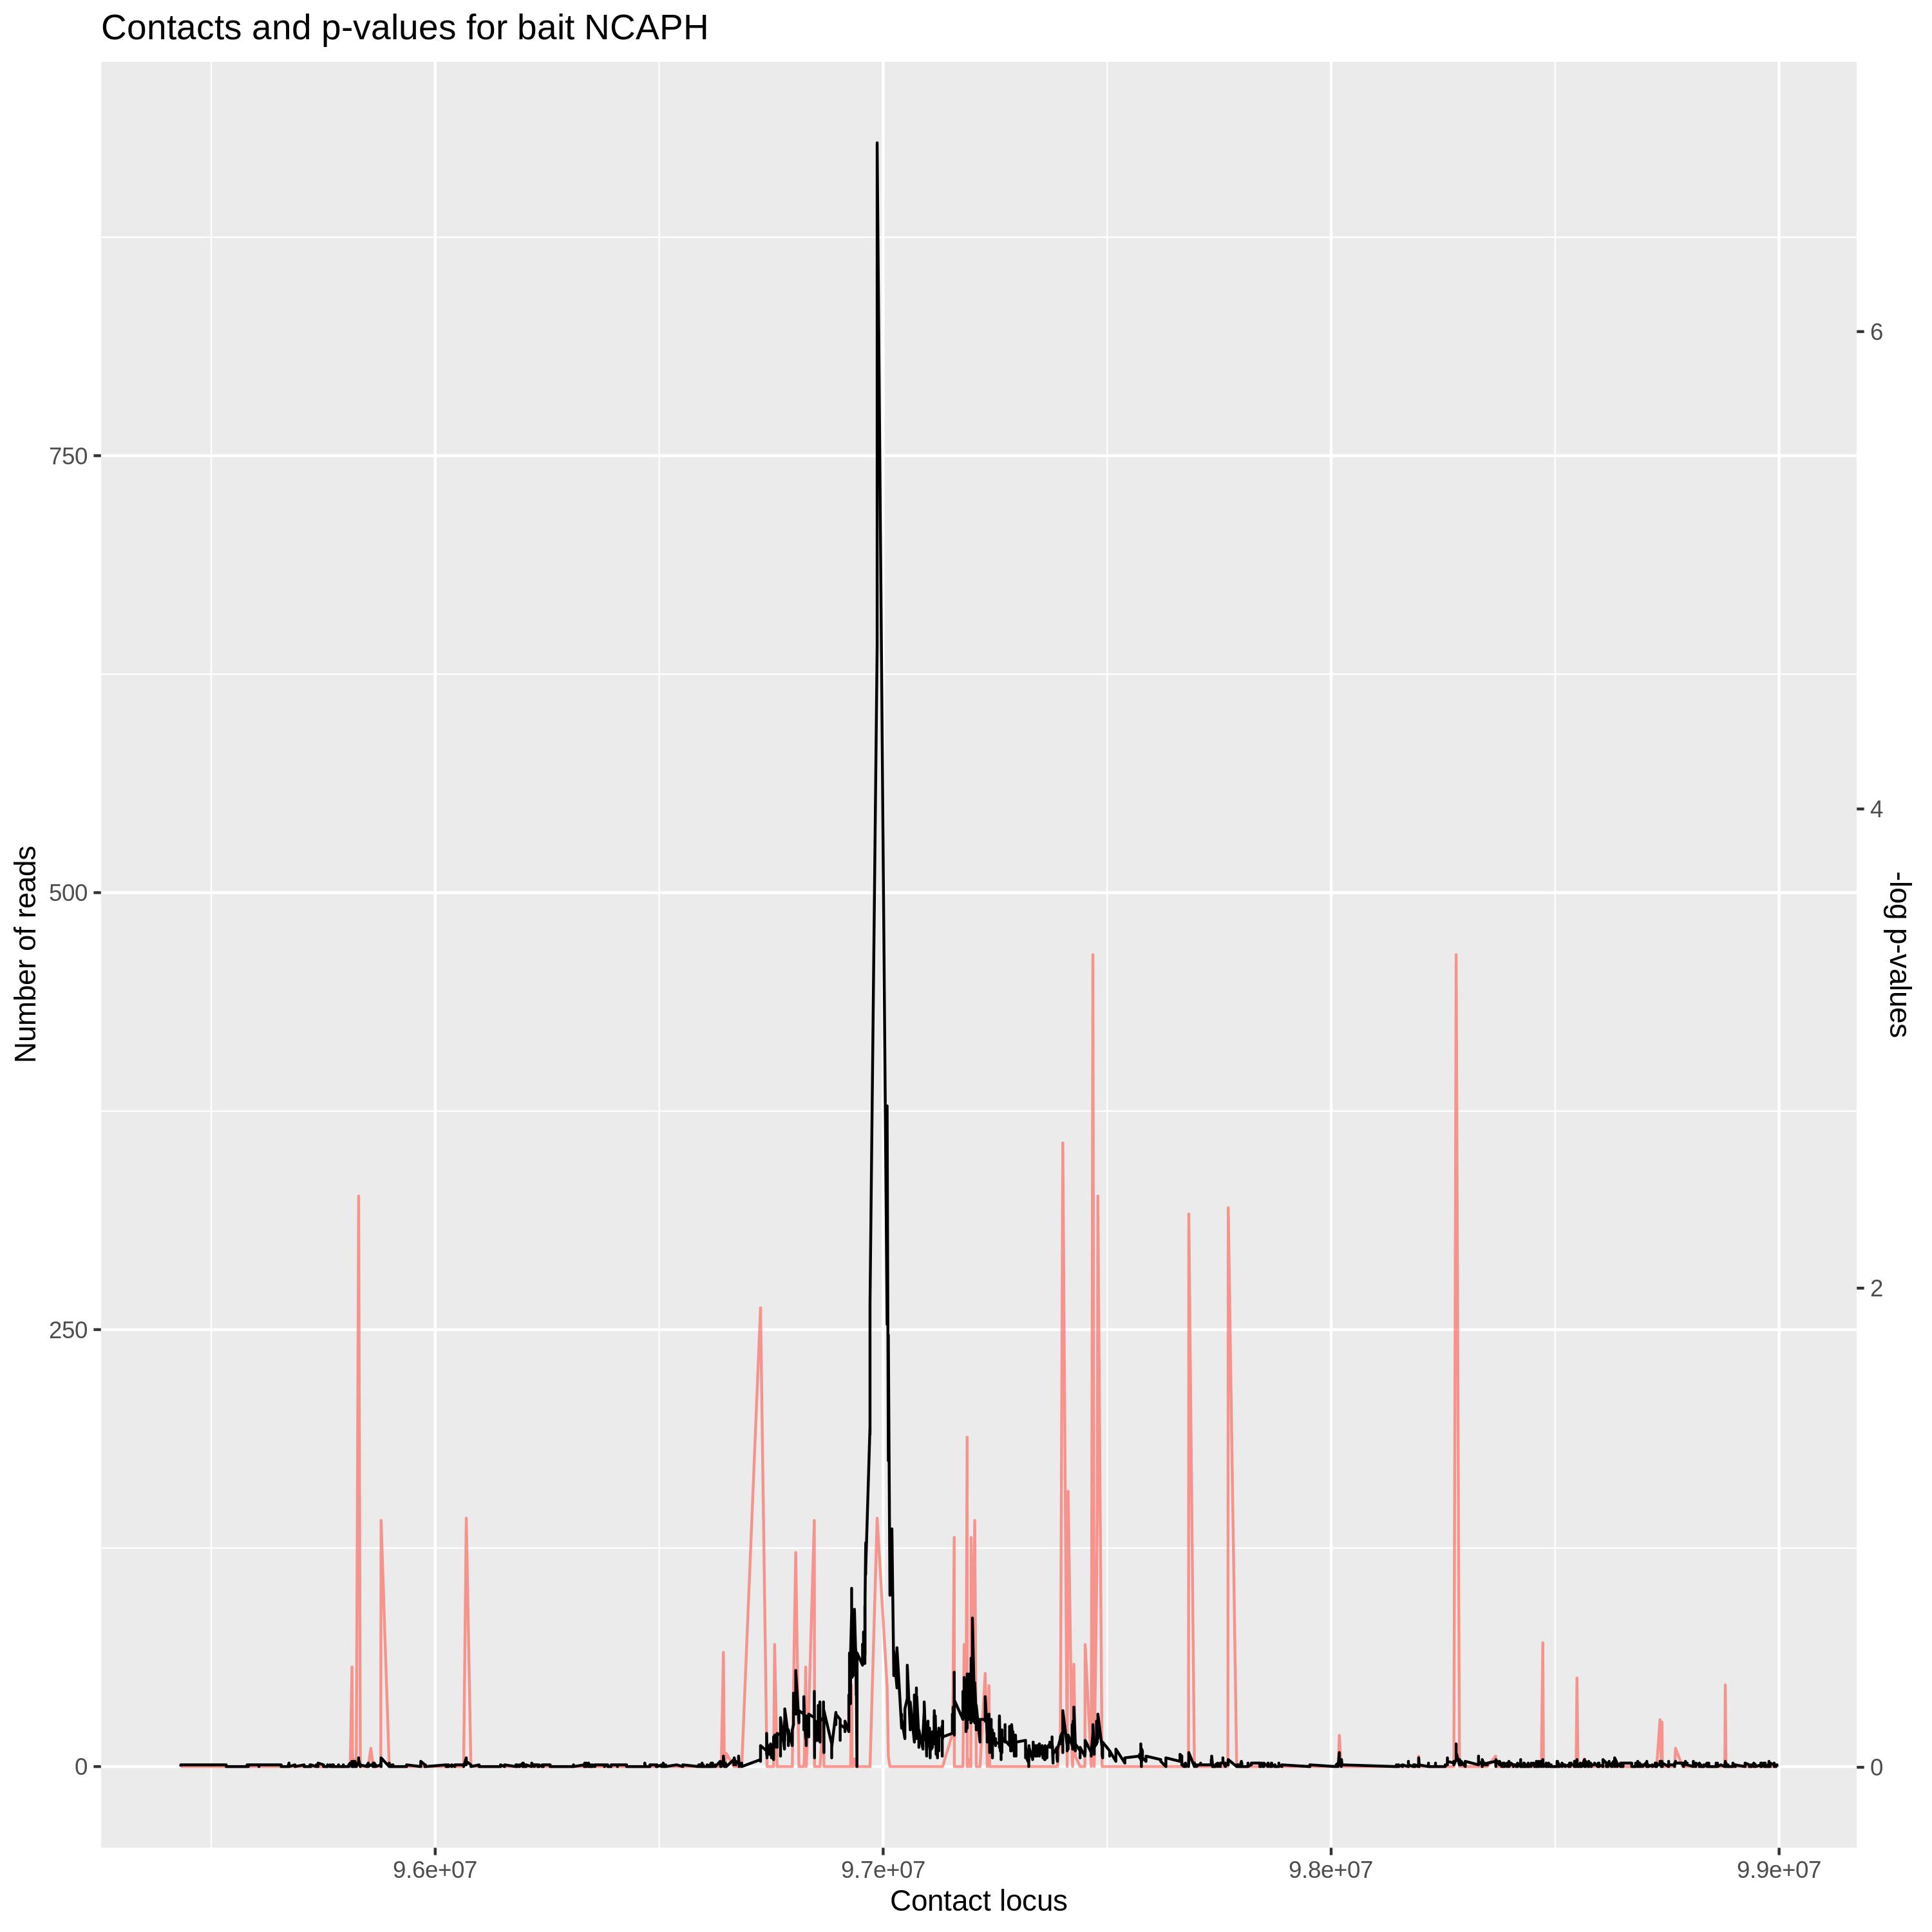 Contacts and p-values for bait NCAPH
750
500
250
0
Number of reads
6
4
2
0
-log p-values
9.6e+07
9.7e+07
9.8e+07
9.9e+07
Contact locus